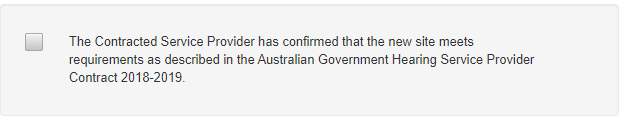 The Contracted Service Provider has confirmed that the new site meets
requirements as described in the Australian Government Hearing Service Provider
Contract 2018-2019.